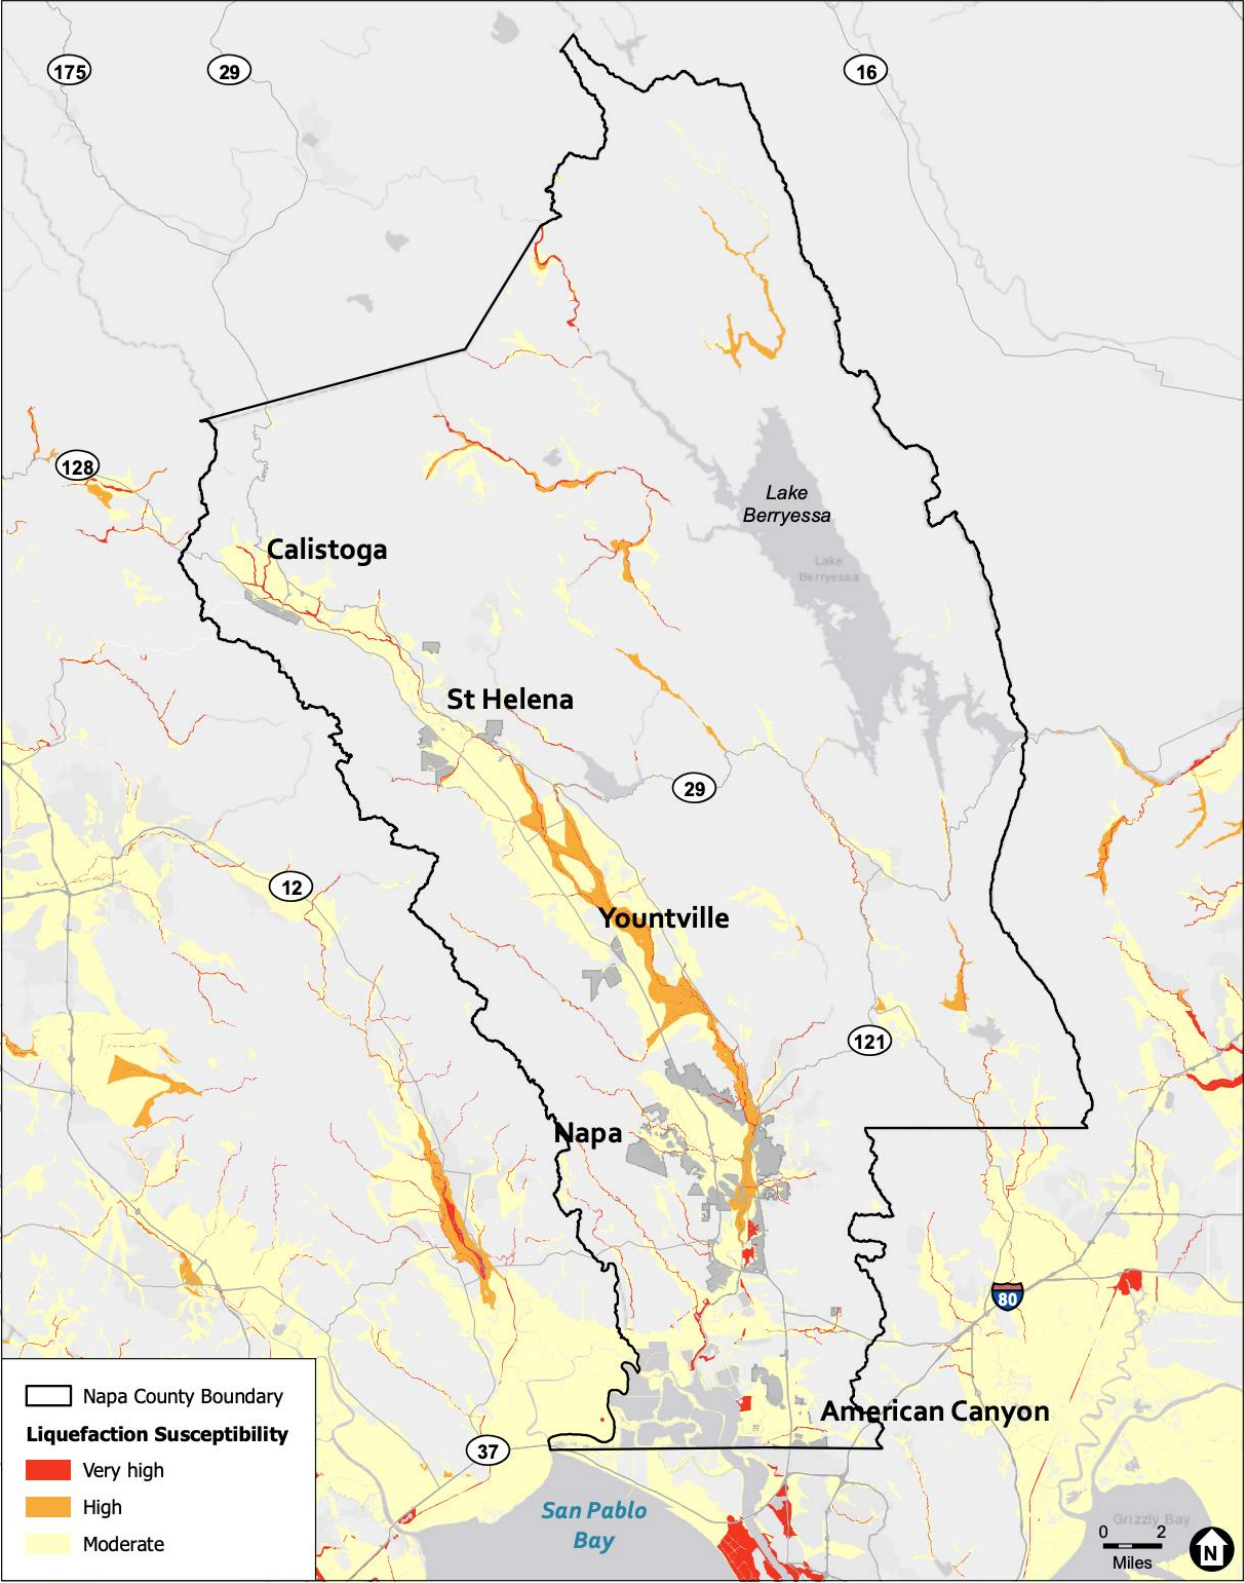 175
29
16
128
Lake
Berryessa
Lake
Berryessa
Calistoga
St Helena
29
12
Yountville
121
Napa
80
American Canyon
37
San Pablo
Bay
Grizzly Bay
Napa County Boundary
Liquefaction Susceptibility
Very high
High
Moderate
0 2
Miles
N